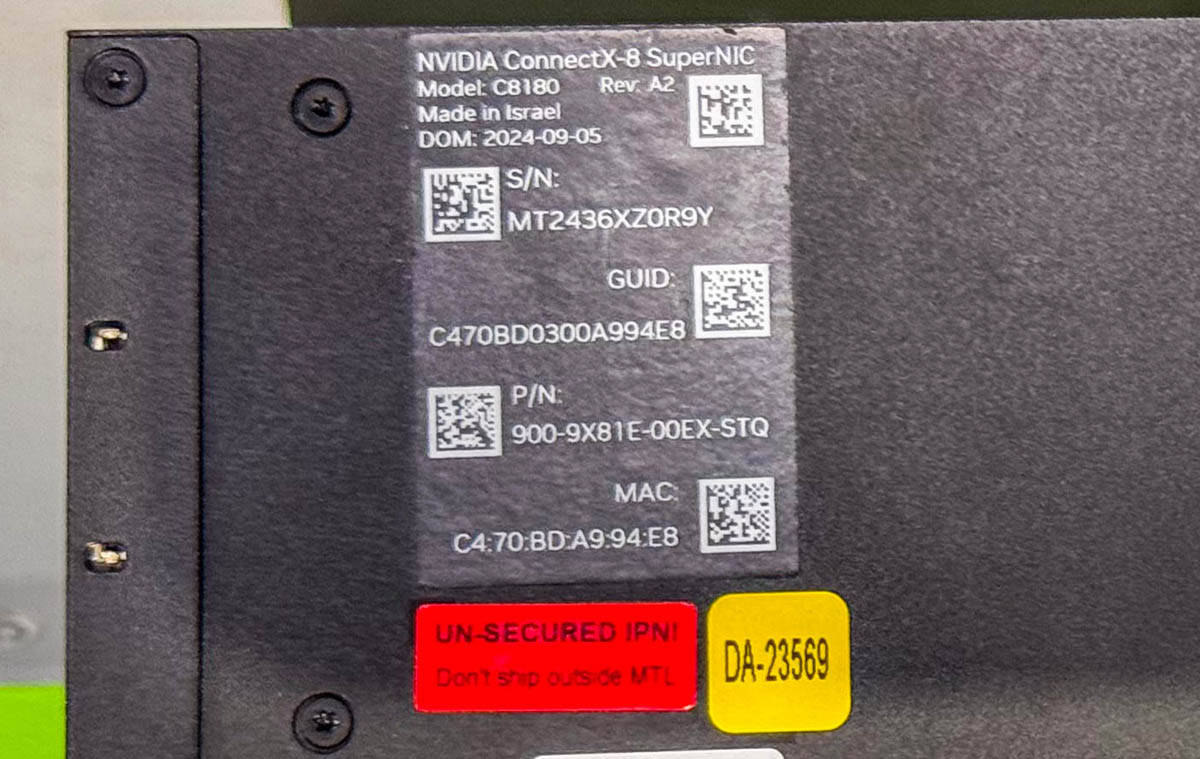 NVIDIA ConnectX-8 SuperNIC
Model: C8180 Rev: A2
Made in Israel
DOM: 2024-09-05
S/N:
MT2436XZ0R9Y
GUID:
C470BD0300A994E8
P/N:
900-9X81E-00EX-STQ
MAC:
C4:70:BD:A9:94:E8
UN-SECURED IPN!
Don't ship outside MTL
DA-23569